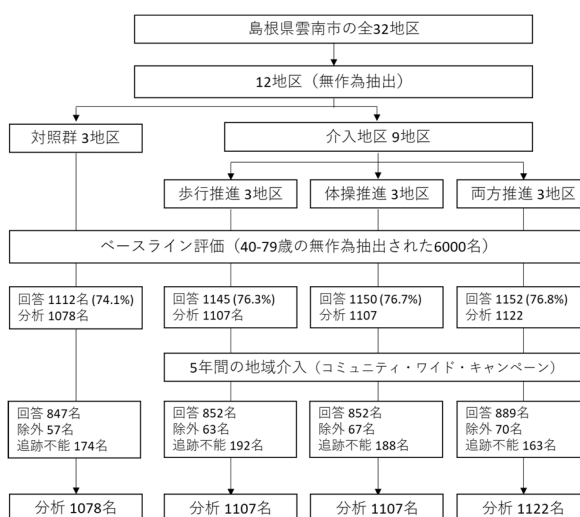 島根県雲南市の全32地区
12地区（無作為抽出）
対照群 3地区
介入地区 9地区
歩行推進 3地区
体操推進 3地区
両方推進 3地区
ベースライン評価（40-79歳の無作為抽出された6000名）
回答 1112名 (74.1%)
分析 1078名
回答 1145 (76.3%)
分析 1107名
回答 1150 (76.7%)
分析 1107
回答 1152 (76.8%)
分析 1122
5年間の地域介入（コミュニティ・ワイド・キャンペーン）
回答 847名
除外 57名
追跡不能 174名
回答 852名
除外 63名
追跡不能 192名
回答 852名
除外 67名
追跡不能 188名
回答 889名
除外 70名
追跡不能 163名
分析 1078名
分析 1107名
分析 1107名
分析 1122名